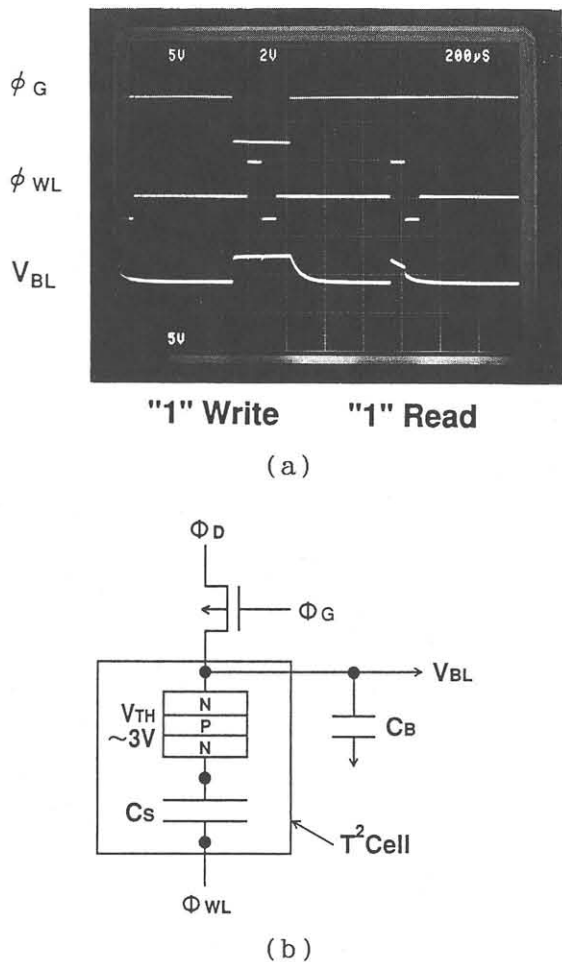 5V 2V 200µS
ϕ G
ϕ WL
V BL
5V
"1" Write "1" Read
(a)
Φ D
Φ G
V BL
V TH
~3V
N
P
N
C B
C S
T² Cell
Φ WL
(b)